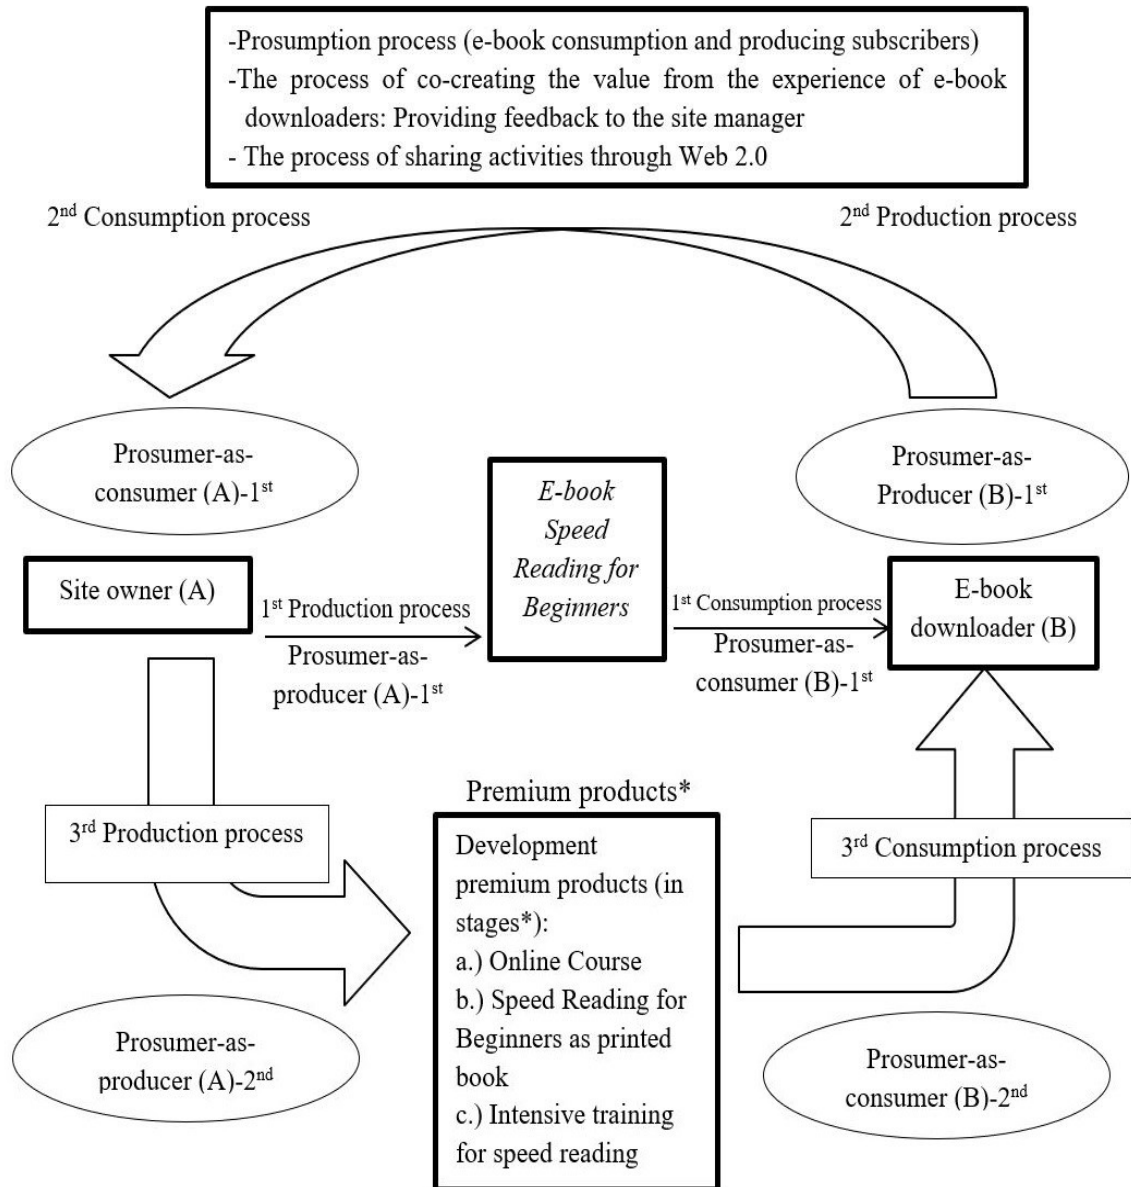 -Prosumption process (e-book consumption and producing subscribers)
-The process of co-creating the value from the experience of e-book
downloaders: Providing feedback to the site manager
- The process of sharing activities through Web 2.0
2nd Consumption process
2nd Production process
Prosumer-as-
consumer (A)-1st
Prosumer-as-
Producer (B)-1st
E-book
Speed
Reading for
Beginners
Site owner (A)
1st Production process
Prosumer-as-
producer (A)-1st
1st Consumption process
Prosumer-as-
consumer (B)-1st
E-book
downloader (B)
3rd Production process
Premium products*
Development
premium products (in
stages*):
a.) Online Course
b.) Speed Reading for
Beginners as printed
book
c.) Intensive training
for speed reading
3rd Consumption process
Prosumer-as-
producer (A)-2nd
Prosumer-as-
consumer (B)-2nd